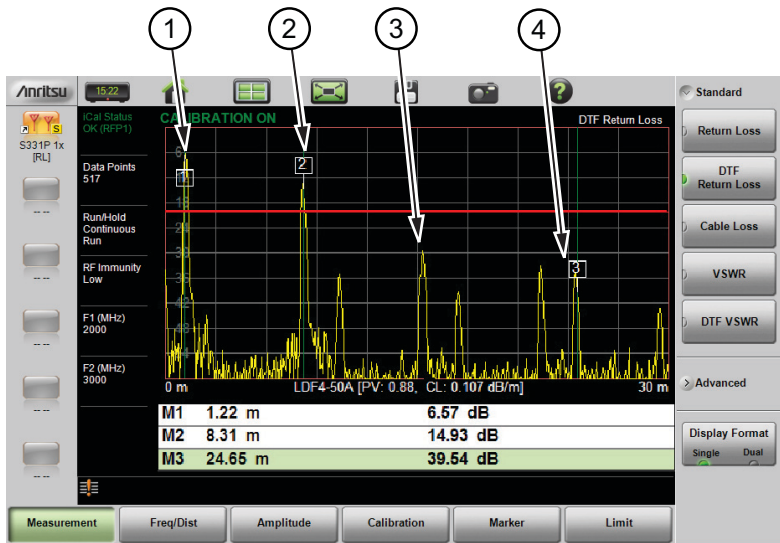 1 2 3 4
Anritsu 15:22 ? Standard
iCal Status
OK (RFP1)
CALIBRATION ON DTF Return Loss
S331P 1x
[RL]
Return Loss
Data Points
517
DTF
Return Loss
-- --
Run/Hold
Continuous
Run
Cable Loss
-- --
RF Immunity
Low
VSWR
F1 (MHz)
2000
DTF VSWR
-- --
F2 (MHz)
3000
0 m LDF4-50A [PV: 0.88, CL: 0.107 dB/m] 30 m
Advanced
-- --
M1 1.22 m 6.57 dB
M2 8.31 m 14.93 dB
M3 24.65 m 39.54 dB
Display Format
Single Dual
-- --
Measurement Freq/Dist Amplitude Calibration Marker Limit
2
3